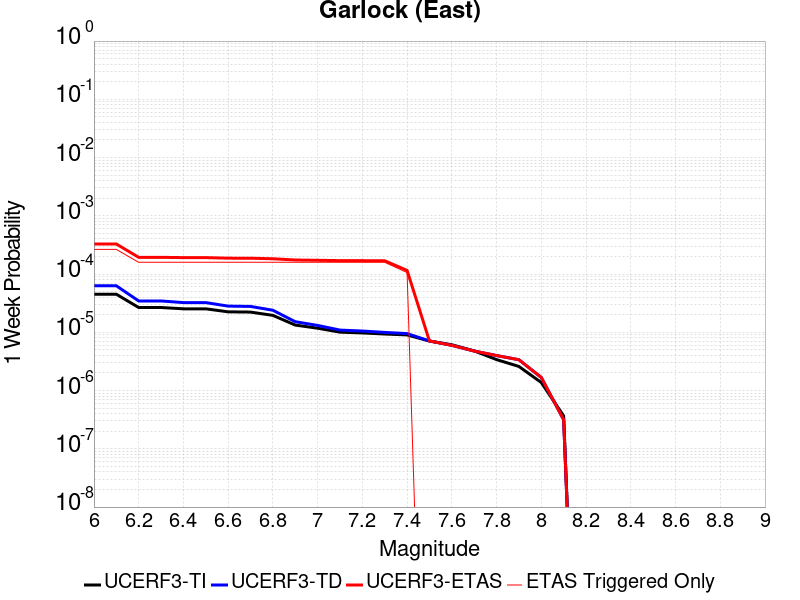 Garlock (East)
1 Week Probability
10^0
10^-1
10^-2
10^-3
10^-4
10^-5
10^-6
10^-7
10^-8
6 6.2 6.4 6.6 6.8 7 7.2 7.4 7.6 7.8 8 8.2 8.4 8.6 8.8 9
Magnitude
UCERF3-TI UCERF3-TD UCERF3-ETAS ETAS Triggered Only